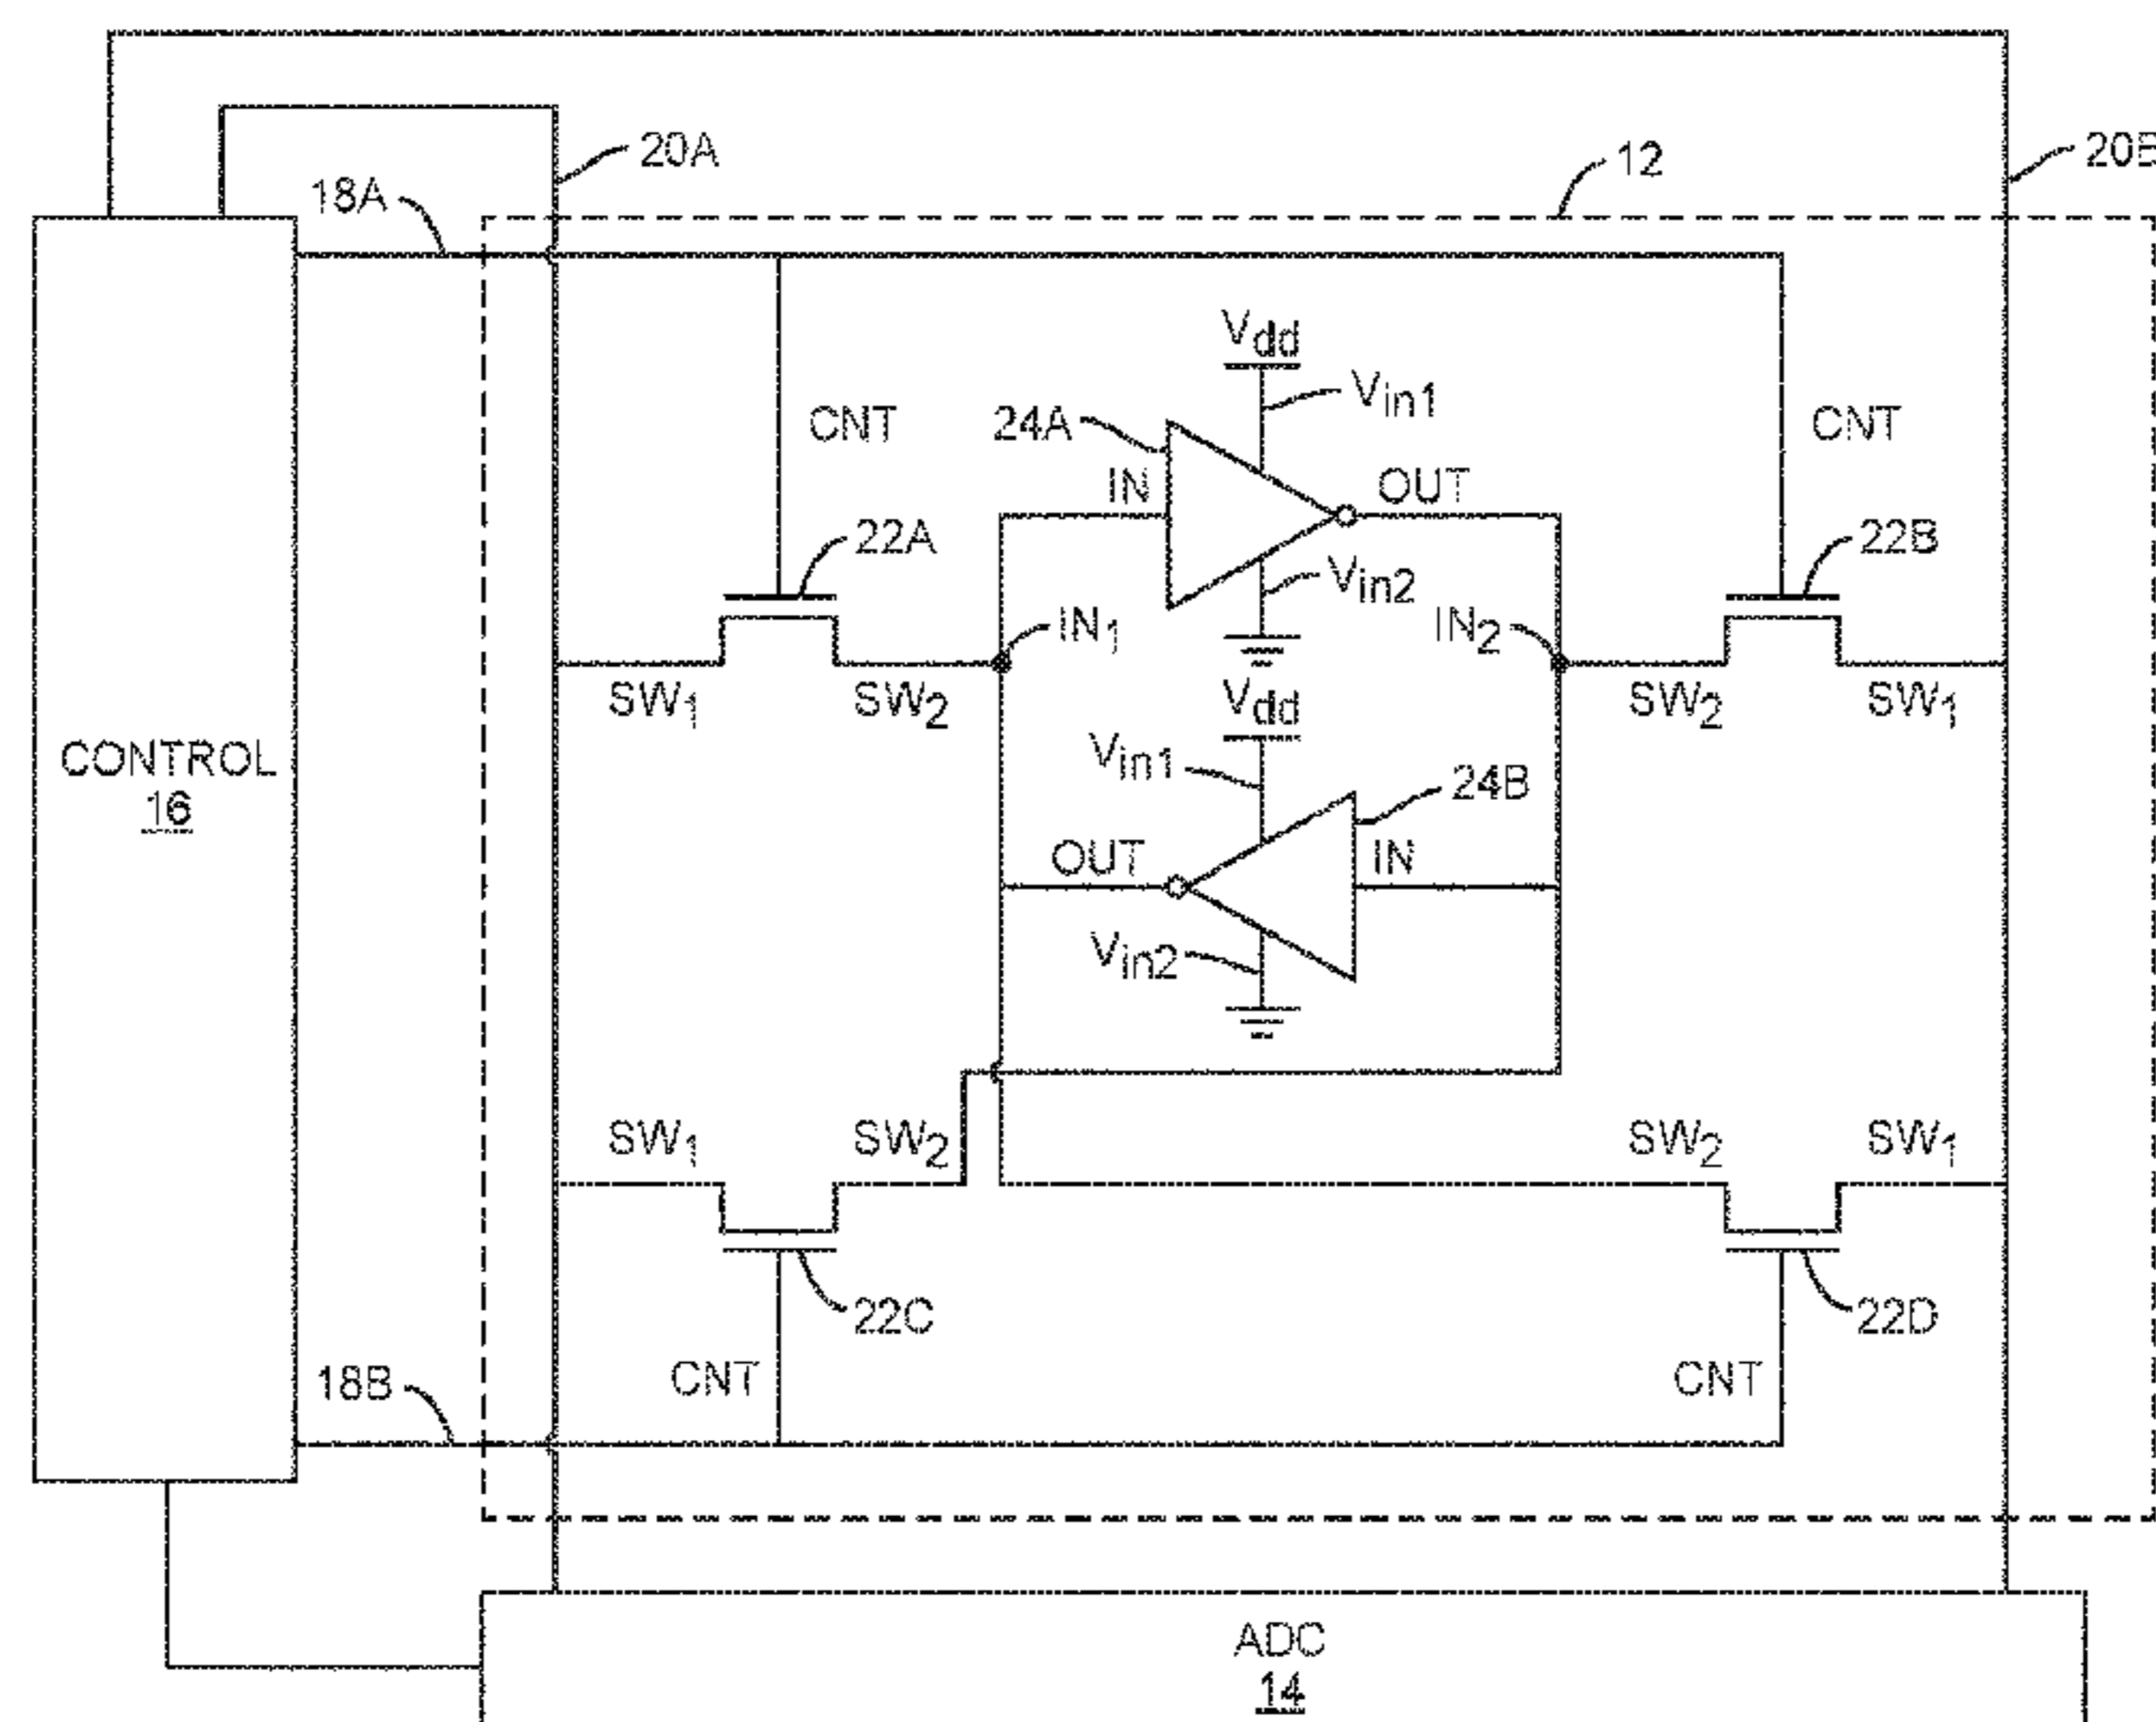 20A
12
20B
18A
Vdd
Vin1
24A
CNT
CNT
IN
OUT
22A
22B
Vin2
IN1
IN2
SW1
SW2
Vdd
SW2
SW1
CONTROL
16
Vin1
24B
OUT
IN
Vin2
SW1
SW2
SW2
SW1
22C
22D
18B
CNT
CNT
ADC
14